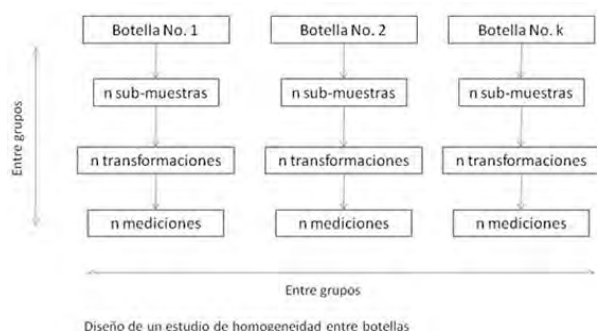 Botella No. 1
Botella No. 2
Botella No. k
n sub-muestras
n sub-muestras
n sub-muestras
Entre grupos
n transformaciones
n transformaciones
n transformaciones
n mediciones
n mediciones
n mediciones
Entre grupos
Diseño de un estudio de homogeneidad entre botellas